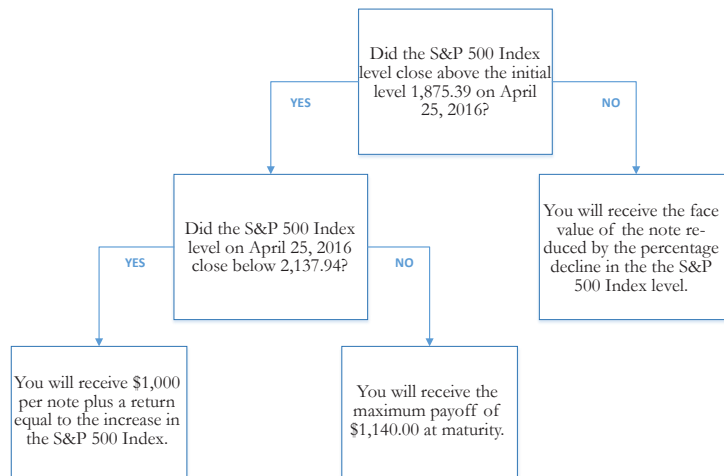 Did the S&P 500 Index
level close above the initial
level 1,875.39 on April
25, 2016?
YES
NO
Did the S&P 500 Index
level on April 25, 2016
close below 2,137.94?
You will receive the face
value of the note re-
duced by the percentage
decline in the the S&P
500 Index level.
YES
NO
You will receive $1,000
per note plus a return
equal to the increase in
the S&P 500 Index.
You will receive the
maximum payoff of
$1,140.00 at maturity.